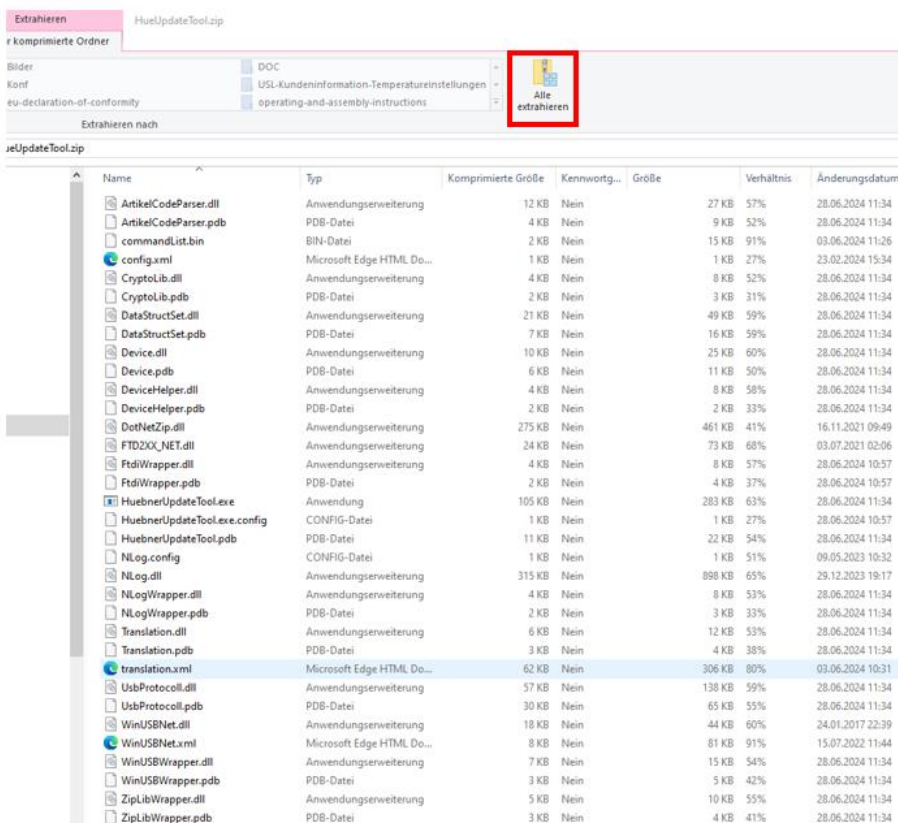 Extrahieren HueUpdateTool.zip
r komprimierte Ordner
Bilder DOC
Konf USL-Kundeninformation-Temperatureinstellungen Alle
eu-declaration-of-conformity operating-and-assembly-instructions extrahieren
Extrahieren nach
ueUpdateTool.zip
Name Typ Komprimierte Größe Kennwortg... Größe Verhältnis Änderungsdatum
ArtikelCodeParser.dll Anwendungserweiterung 12 KB Nein 27 KB 57% 28.06.2024 11:34
ArtikelCodeParser.pdb PDB-Datei 4 KB Nein 9 KB 52% 28.06.2024 11:34
commandList.bin BIN-Datei 2 KB Nein 15 KB 91% 03.06.2024 11:26
config.xml Microsoft Edge HTML Do... 1 KB Nein 1 KB 27% 23.02.2024 15:34
CryptoLib.dll Anwendungserweiterung 4 KB Nein 8 KB 52% 28.06.2024 11:34
CryptoLib.pdb PDB-Datei 2 KB Nein 3 KB 31% 28.06.2024 11:34
DataStructSet.dll Anwendungserweiterung 21 KB Nein 49 KB 59% 28.06.2024 11:34
DataStructSet.pdb PDB-Datei 7 KB Nein 16 KB 59% 28.06.2024 11:34
Device.dll Anwendungserweiterung 10 KB Nein 25 KB 60% 28.06.2024 11:34
Device.pdb PDB-Datei 6 KB Nein 11 KB 50% 28.06.2024 11:34
DeviceHelper.dll Anwendungserweiterung 4 KB Nein 8 KB 58% 28.06.2024 11:34
DeviceHelper.pdb PDB-Datei 2 KB Nein 2 KB 33% 28.06.2024 11:34
DotNetZip.dll Anwendungserweiterung 275 KB Nein 461 KB 41% 16.11.2021 09:49
FTD2XX_NET.dll Anwendungserweiterung 24 KB Nein 73 KB 68% 03.07.2021 02:06
FtdiWrapper.dll Anwendungserweiterung 4 KB Nein 8 KB 57% 28.06.2024 10:57
FtdiWrapper.pdb PDB-Datei 2 KB Nein 4 KB 37% 28.06.2024 10:57
HuebnerUpdateTool.exe Anwendung 105 KB Nein 283 KB 63% 28.06.2024 11:34
HuebnerUpdateTool.exe.config CONFIG-Datei 1 KB Nein 1 KB 27% 28.06.2024 10:57
HuebnerUpdateTool.pdb PDB-Datei 11 KB Nein 22 KB 54% 28.06.2024 11:34
NLog.config CONFIG-Datei 1 KB Nein 1 KB 51% 09.05.2023 10:32
NLog.dll Anwendungserweiterung 315 KB Nein 898 KB 65% 29.12.2023 19:17
NLogWrapper.dll Anwendungserweiterung 4 KB Nein 8 KB 53% 28.06.2024 11:34
NLogWrapper.pdb PDB-Datei 2 KB Nein 3 KB 33% 28.06.2024 11:34
Translation.dll Anwendungserweiterung 6 KB Nein 12 KB 53% 28.06.2024 11:34
Translation.pdb PDB-Datei 3 KB Nein 4 KB 38% 28.06.2024 11:34
translation.xml Microsoft Edge HTML Do... 62 KB Nein 306 KB 80% 03.06.2024 10:31
UsbProtocoll.dll Anwendungserweiterung 57 KB Nein 138 KB 59% 28.06.2024 11:34
UsbProtocoll.pdb PDB-Datei 30 KB Nein 65 KB 55% 28.06.2024 11:34
WinUSBNet.dll Anwendungserweiterung 18 KB Nein 44 KB 60% 24.01.2017 22:39
WinUSBNet.xml Microsoft Edge HTML Do... 8 KB Nein 81 KB 91% 15.07.2022 11:44
WinUSBWrapper.dll Anwendungserweiterung 7 KB Nein 15 KB 54% 28.06.2024 11:34
WinUSBWrapper.pdb PDB-Datei 3 KB Nein 5 KB 42% 28.06.2024 11:34
ZipLibWrapper.dll Anwendungserweiterung 5 KB Nein 10 KB 55% 28.06.2024 11:34
ZipLibWrapper.pdb PDB-Datei 3 KB Nein 4 KB 41% 28.06.2024 11:34